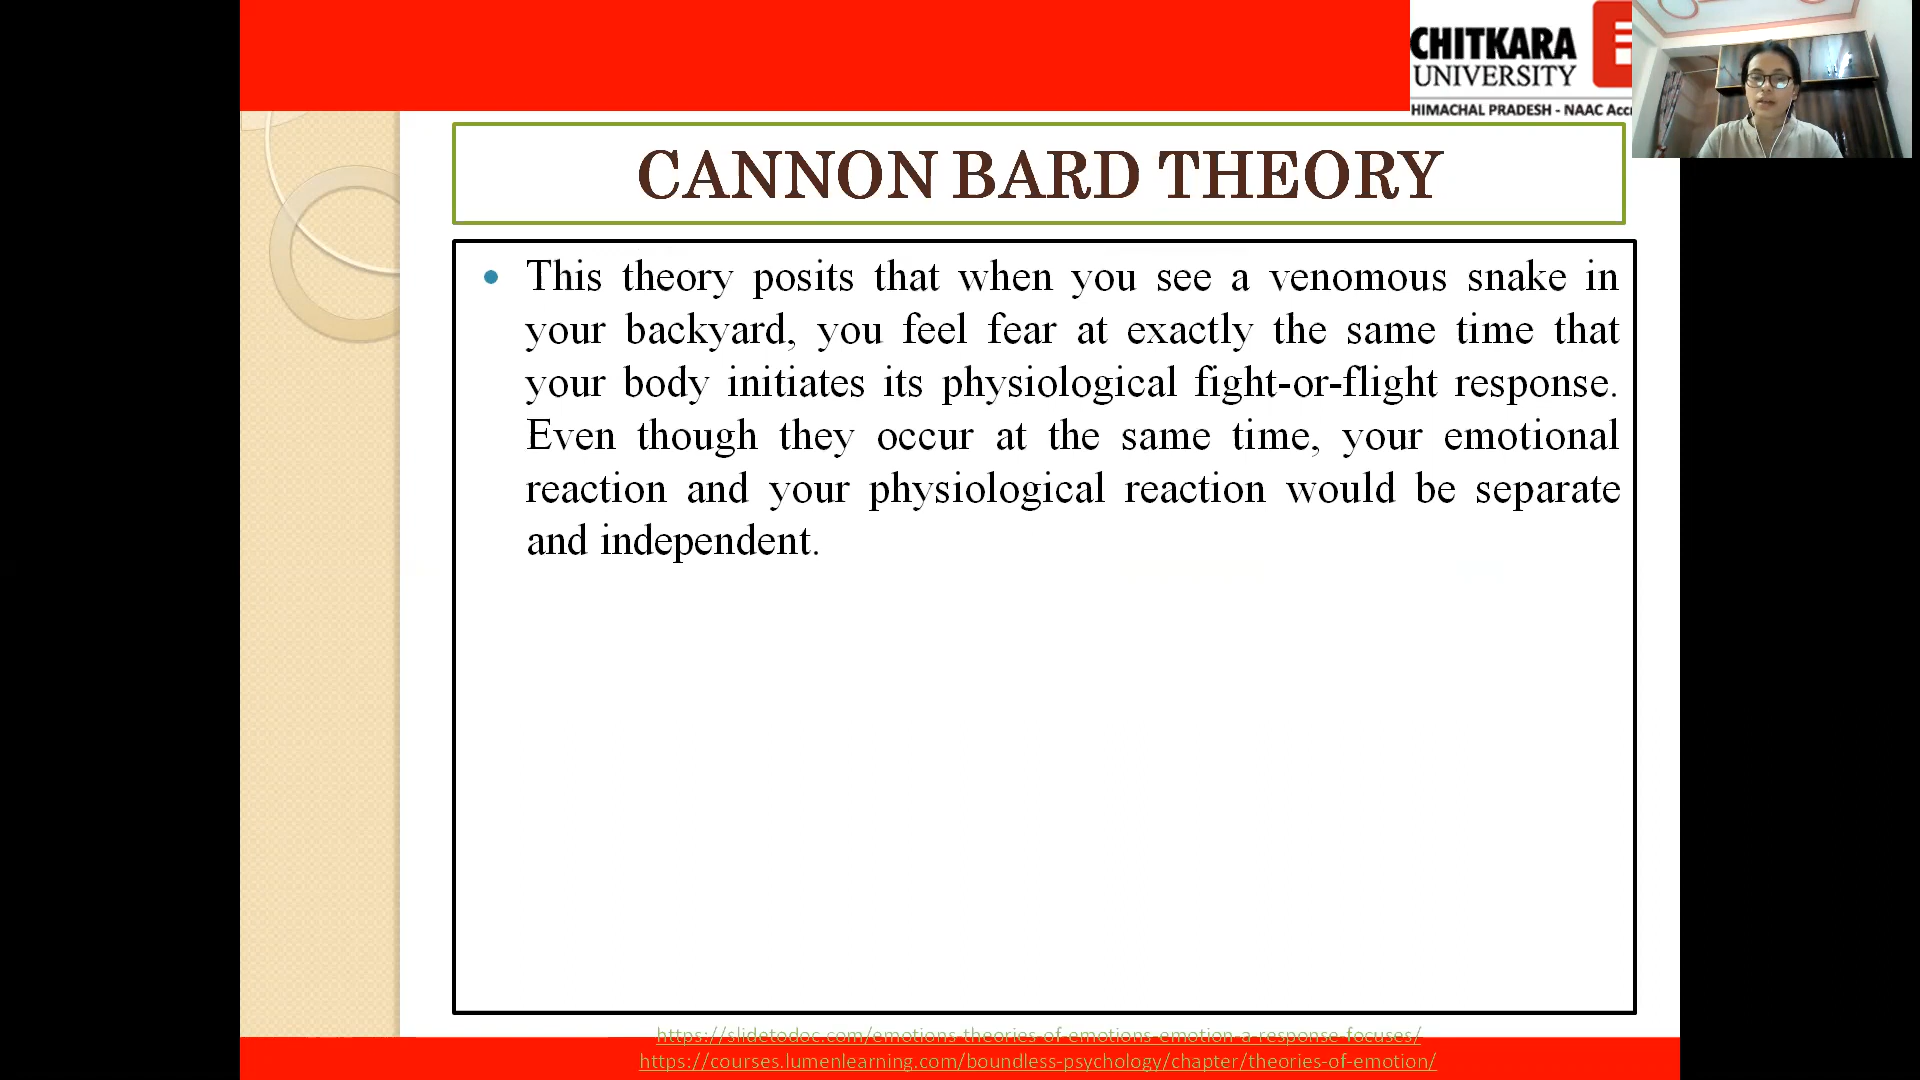 CHITKARA
UNIVERSITY
HIMACHAL PRADESH - NAAC
CANNON BARD THEORY
• This theory posits that when you see a venomous snake in
your backyard, you feel fear at exactly the same time that
your body initiates its physiological fight-or-flight response.
Even though they occur at the same time, your emotional
reaction and your physiological reaction would be separate
and independent.
https://slidetodoc.com/emotions-theories-of-emotions-emotion-a-response-focuses/
https://courses.lumenlearning.com/boundless-psychology/chapter/theories-of-emotion/